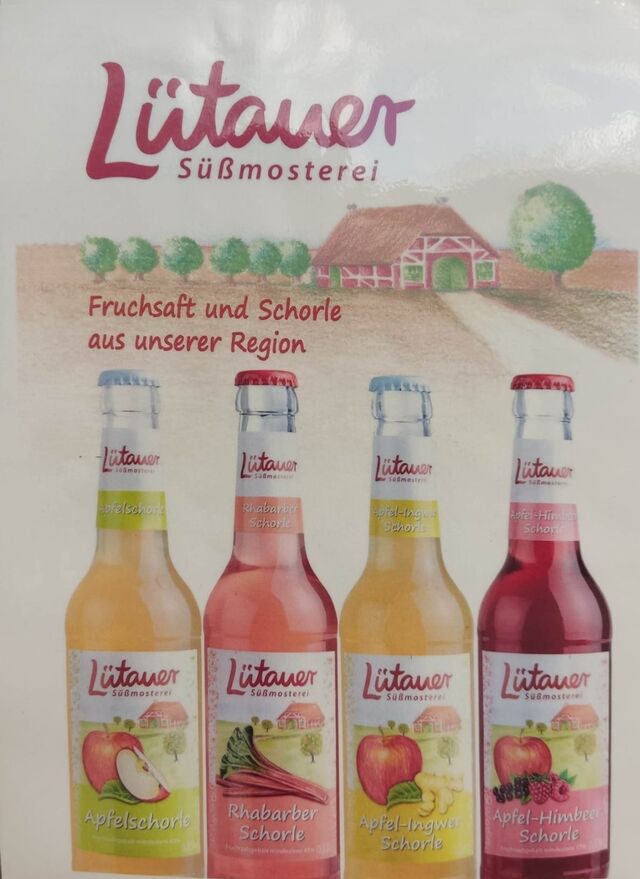 Lütauer
Süßmosterei
Fruchsaft und Schorle
aus unserer Region
Lütauer
Süßmosterei
Apfelschorle
Lütauer
Süßmosterei
Rhabarber
Schorle
Lütauer
Süßmosterei
Apfel-Ingwer
Schorle
Lütauer
Süßmosterei
Apfel-Himbeer
Schorle
Lütauer
Süßmosterei
Apfelschorle
Lütauer
Süßmosterei
Rhabarber
Schorle
Lütauer
Süßmosterei
Apfel-Ingwer
Schorle
Lütauer
Süßmosterei
Apfel-Himbeer
Schorle